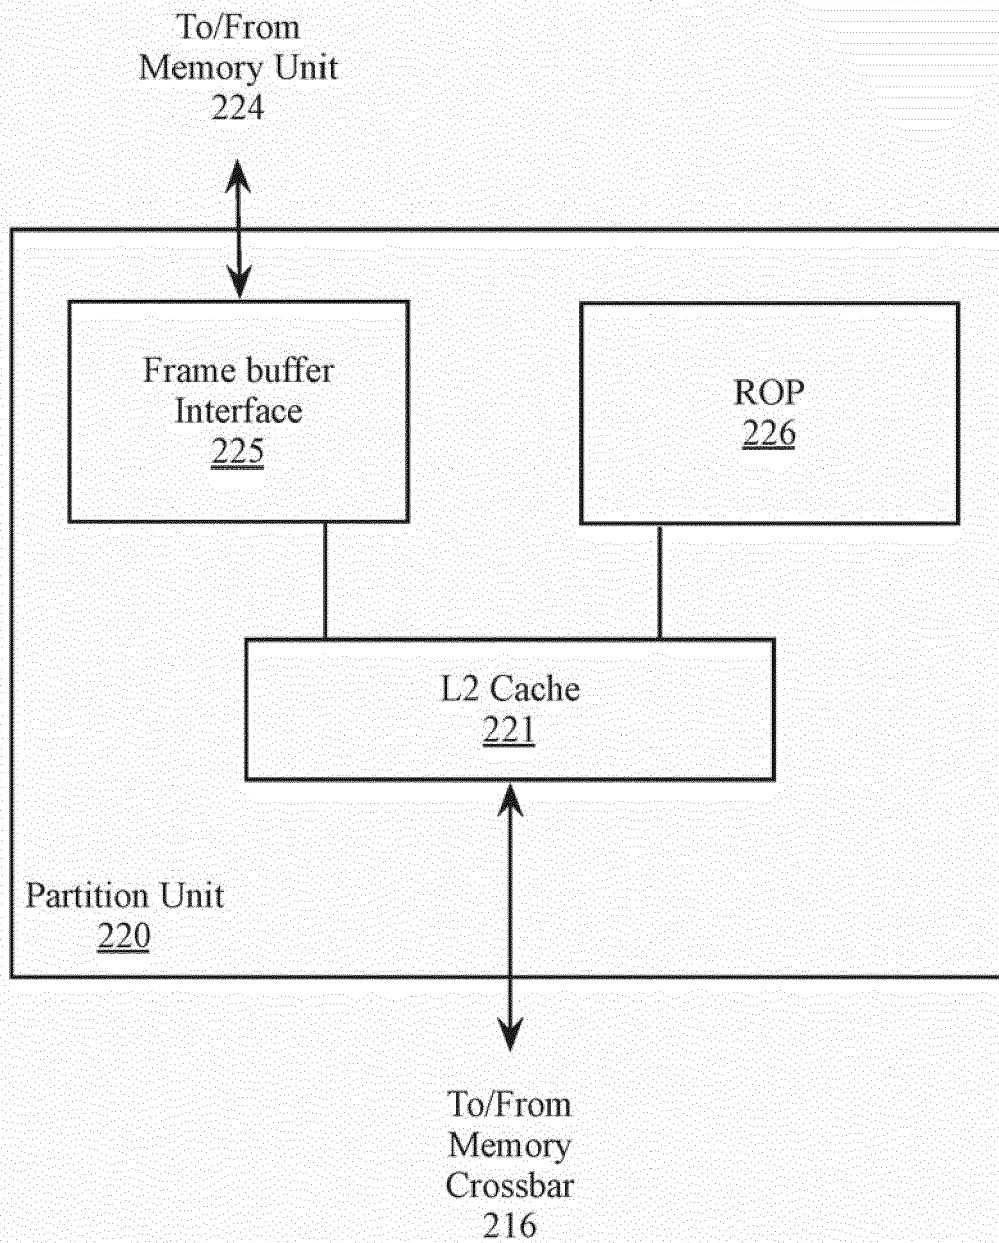 To/From
Memory Unit
224
Frame buffer
Interface
225
ROP
226
L2 Cache
221
Partition Unit
220
To/From
Memory
Crossbar
216